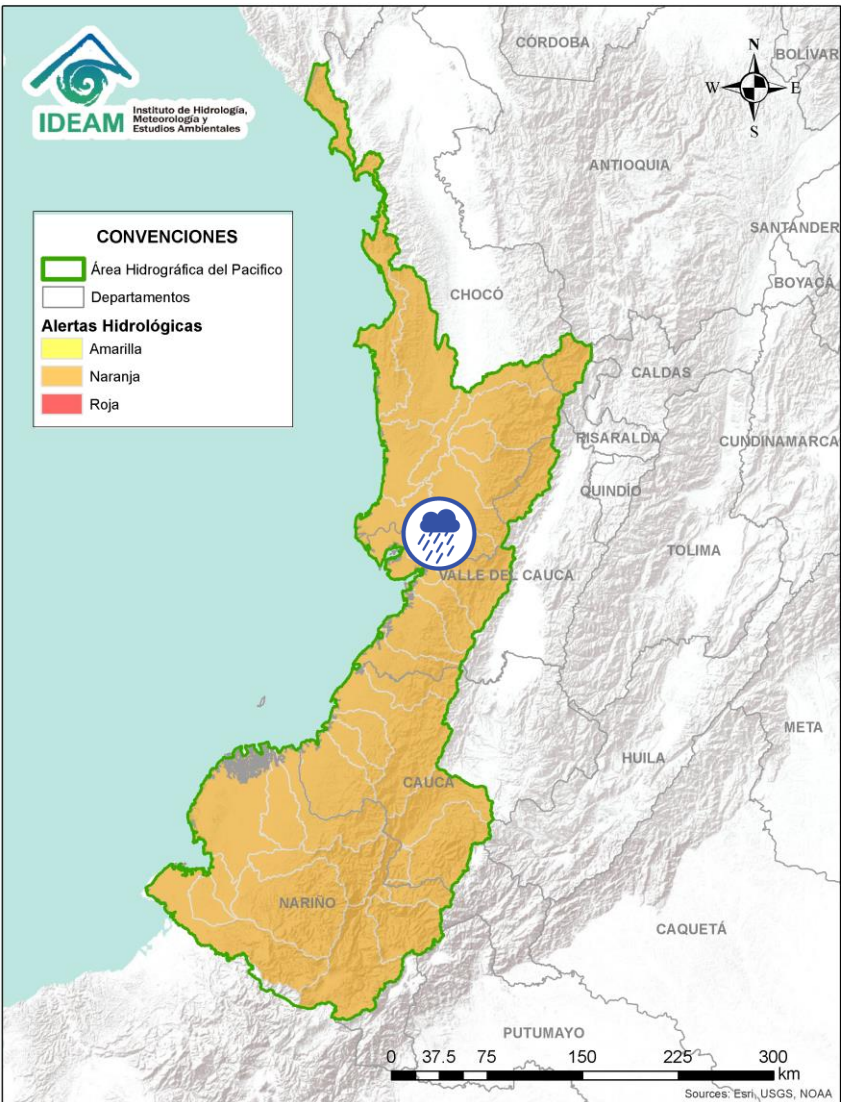 IDEAM
Instituto de Hidrología,
Meteorología y
Estudios Ambientales
N
W
E
S
CÓRDOBA
BOLIVAR
ANTIOQUIA
SANTANDER
BOYACÁ
CHOCÓ
CONVENCIONES
Área Hidrográfica del Pacifico
Departamentos
Alertas Hidrológicas
Amarilla
Naranja
Roja
CALDAS
RISARALDA
CUNDINAMARCA
QUINDÍO
TOLIMA
VALLE DEL CAUCA
META
HUILA
CAUCA
NARIÑO
CAQUETÁ
PUTUMAYO
0 37.5 75 150 225 300
km
Sources: Esri, USGS, NOAA